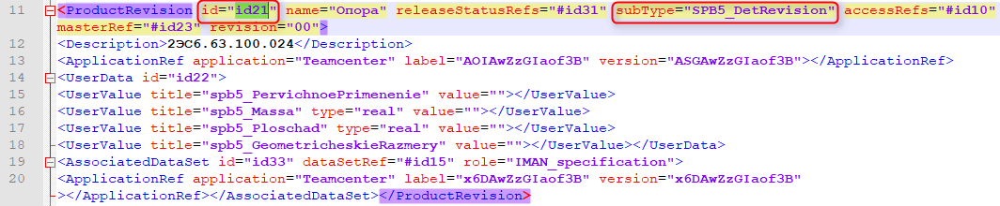 11 <ProductRevision id="id21" name="Опора" releaseStatusRefs="#id31" subType="SPB5_DetRevision" accessRefs="#id10"
masterRef="#id23" revision="00">
12 <Description>2ЭС6.63.100.024</Description>
13 <ApplicationRef application="Teamcenter" label="AOIAwZzGIaof3B" version="ASGAwZzGIaof3B"></ApplicationRef>
14 <UserData id="id22">
15 <UserValue title="spb5_PervichnoePrimenenie" value=""></UserValue>
16 <UserValue title="spb5_Massa" type="real" value=""></UserValue>
17 <UserValue title="spb5_Ploschad" type="real" value=""></UserValue>
18 <UserValue title="spb5_GeometricheskieRazmery" value=""></UserValue></UserData>
19 <AssociatedDataSet id="id33" dataSetRef="#id15" role="IMAN_specification">
20 <ApplicationRef application="Teamcenter" label="x6DAwZzGIaof3B" version="x6DAwZzGIaof3B"
></ApplicationRef></AssociatedDataSet></ProductRevision>